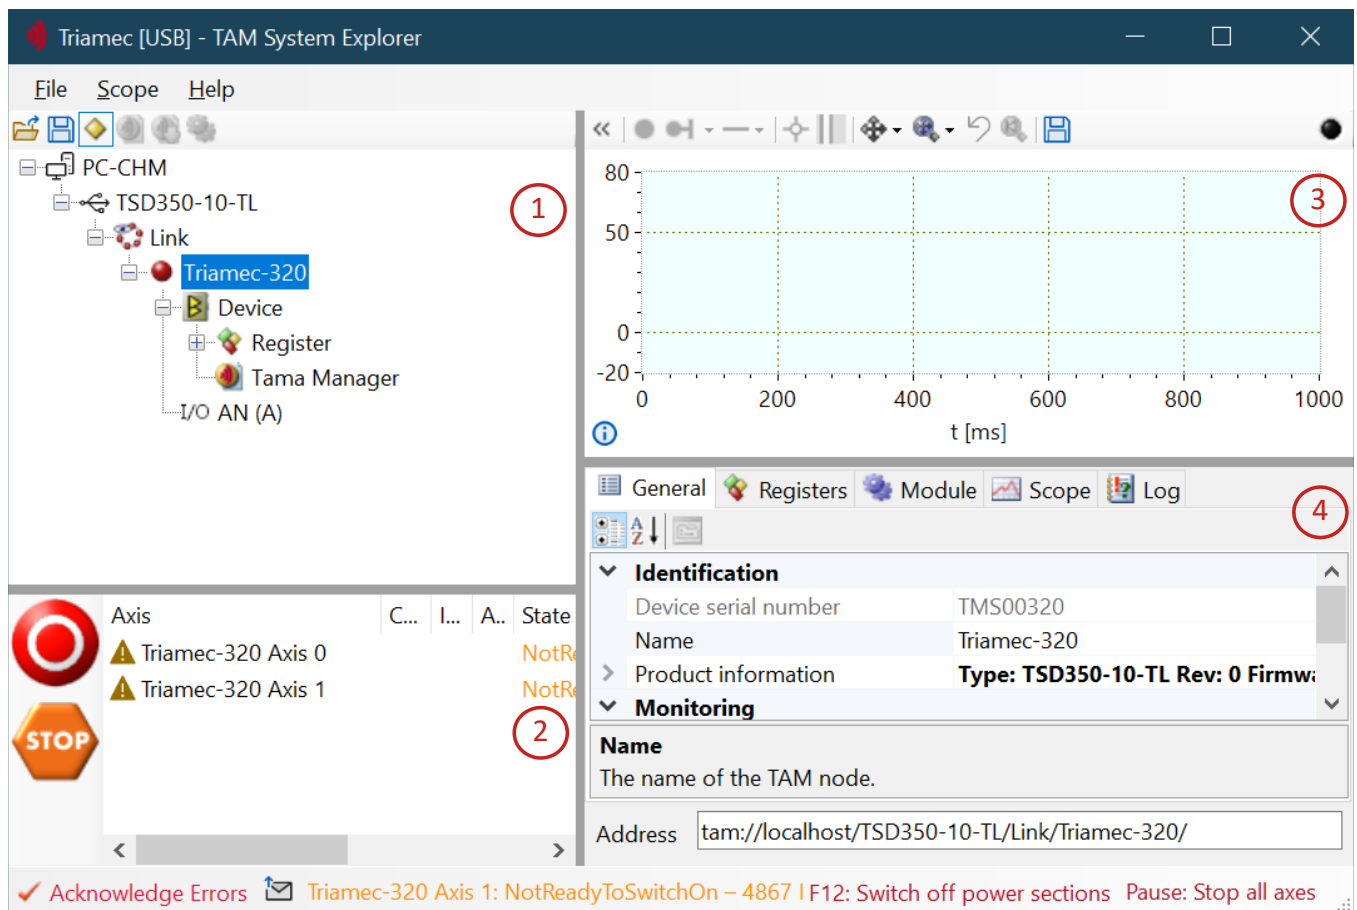 Triamec [USB] - TAM System Explorer
File Scope Help
PC-CHM
TSD350-10-TL
Link
Triamec-320
Device
Register
Tama Manager
I/O AN (A)
1
80
50
0
-20
0 200 400 600 800 1000
t [ms]
3
Axis C... I... A.. State
Triamec-320 Axis 0 NotRe
Triamec-320 Axis 1 NotRe
STOP
2
General Registers Module Scope Log
4
A
Z
Identification
Device serial number TMS00320
Name Triamec-320
Product information Type: TSD350-10-TL Rev: 0 Firmwa
Monitoring
Name
The name of the TAM node.
Address tam://localhost/TSD350-10-TL/Link/Triamec-320/
Acknowledge Errors Triamec-320 Axis 1: NotReadyToSwitchOn – 4867 F12: Switch off power sections Pause: Stop all axes